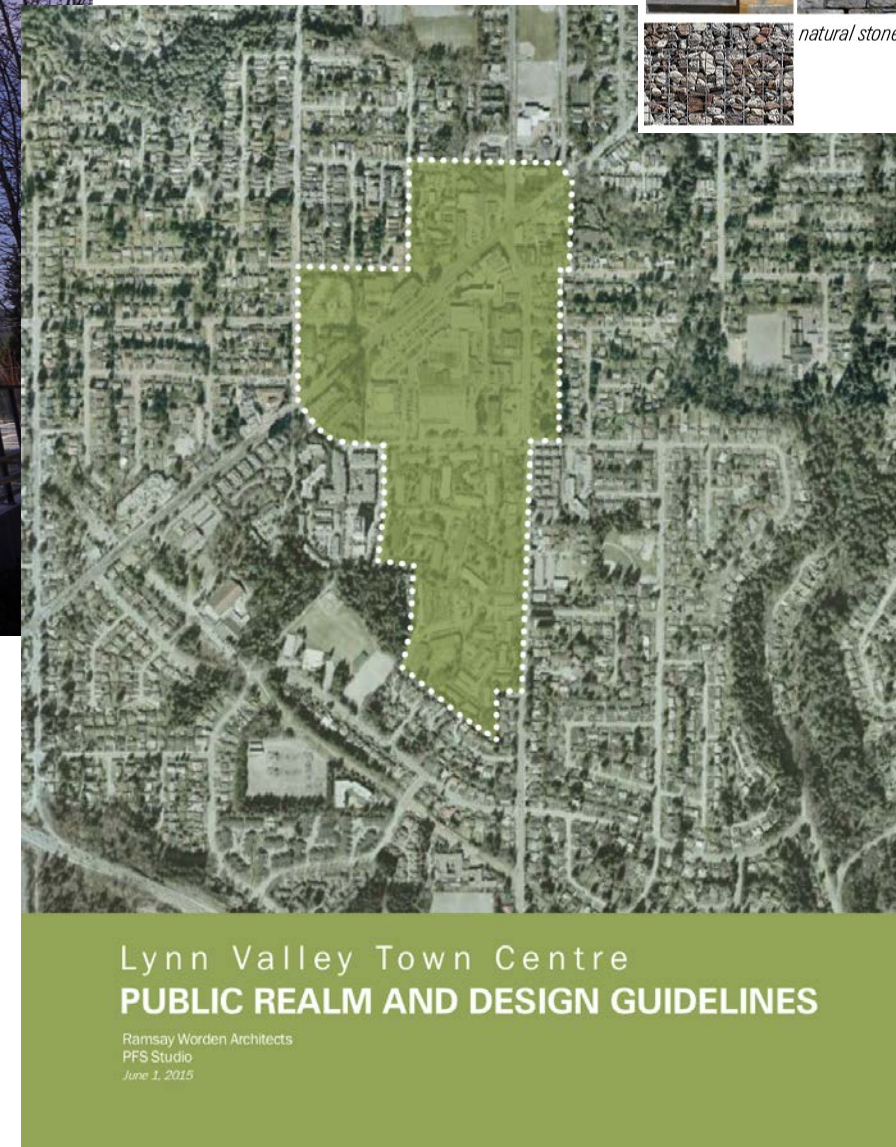 natural stone
Lynn Valley Town Centre
PUBLIC REALM AND DESIGN GUIDELINES
Ramsay Worden Architects
PFS Studio
June 1, 2015